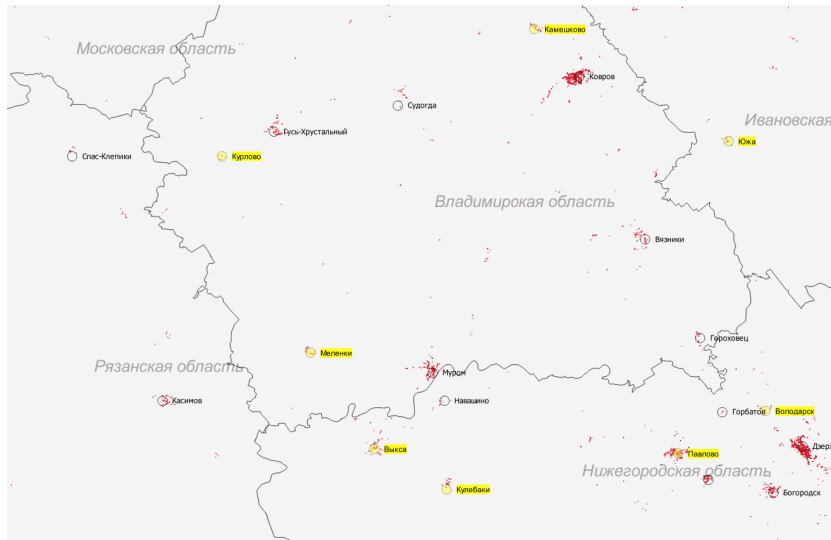 Камешково
Московская область
Ковров
Судогда
Ивановская
Гусь-Хрустальный
Южа
Спас-Клепики
Курлово
Владимирская область
Вязники
Гороховец
Меленки
Рязанская область
Муром
Касимов
Навашино
Горбатов
Володарск
Дзерж
Выкса
Павлово
Нижегородская область
Кулебаки
Богородск